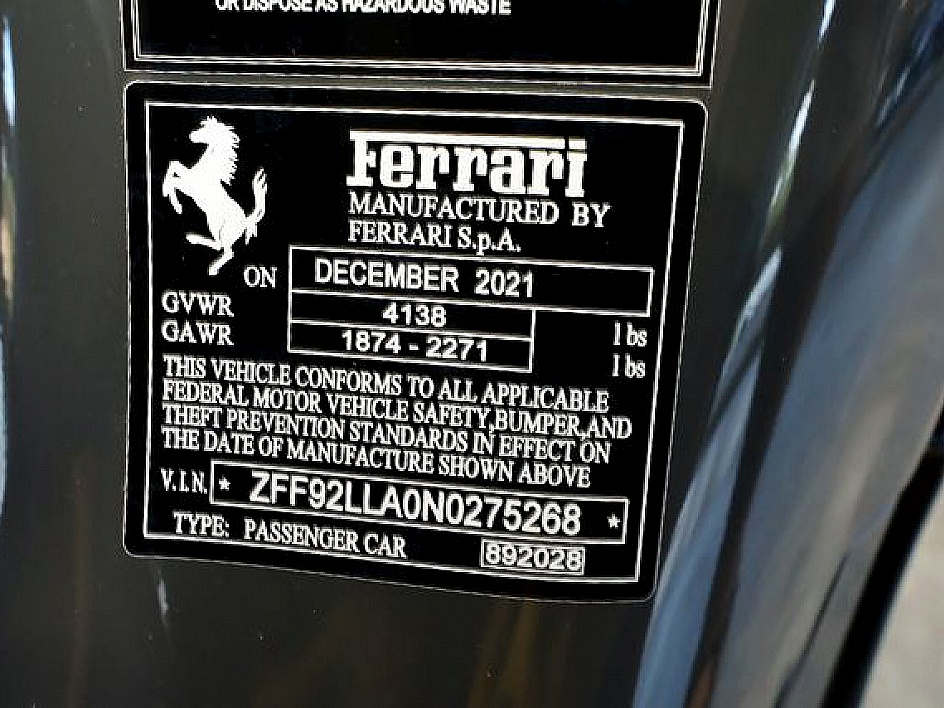 OR DISPOSE AS HAZARDOUS WASTE
Ferrari
MANUFACTURED BY
FERRARI S.p.A.
ON DECEMBER 2021
GVWR 4138 lbs
GAWR 1874 - 2271 lbs
THIS VEHICLE CONFORMS TO ALL APPLICABLE
FEDERAL MOTOR VEHICLE SAFETY,BUMPER,AND
THEFT PREVENTION STANDARDS IN EFFECT ON
THE DATE OF MANUFACTURE SHOWN ABOVE
V.I.N. * ZFF92LLA0N0275268 *
TYPE: PASSENGER CAR 892028